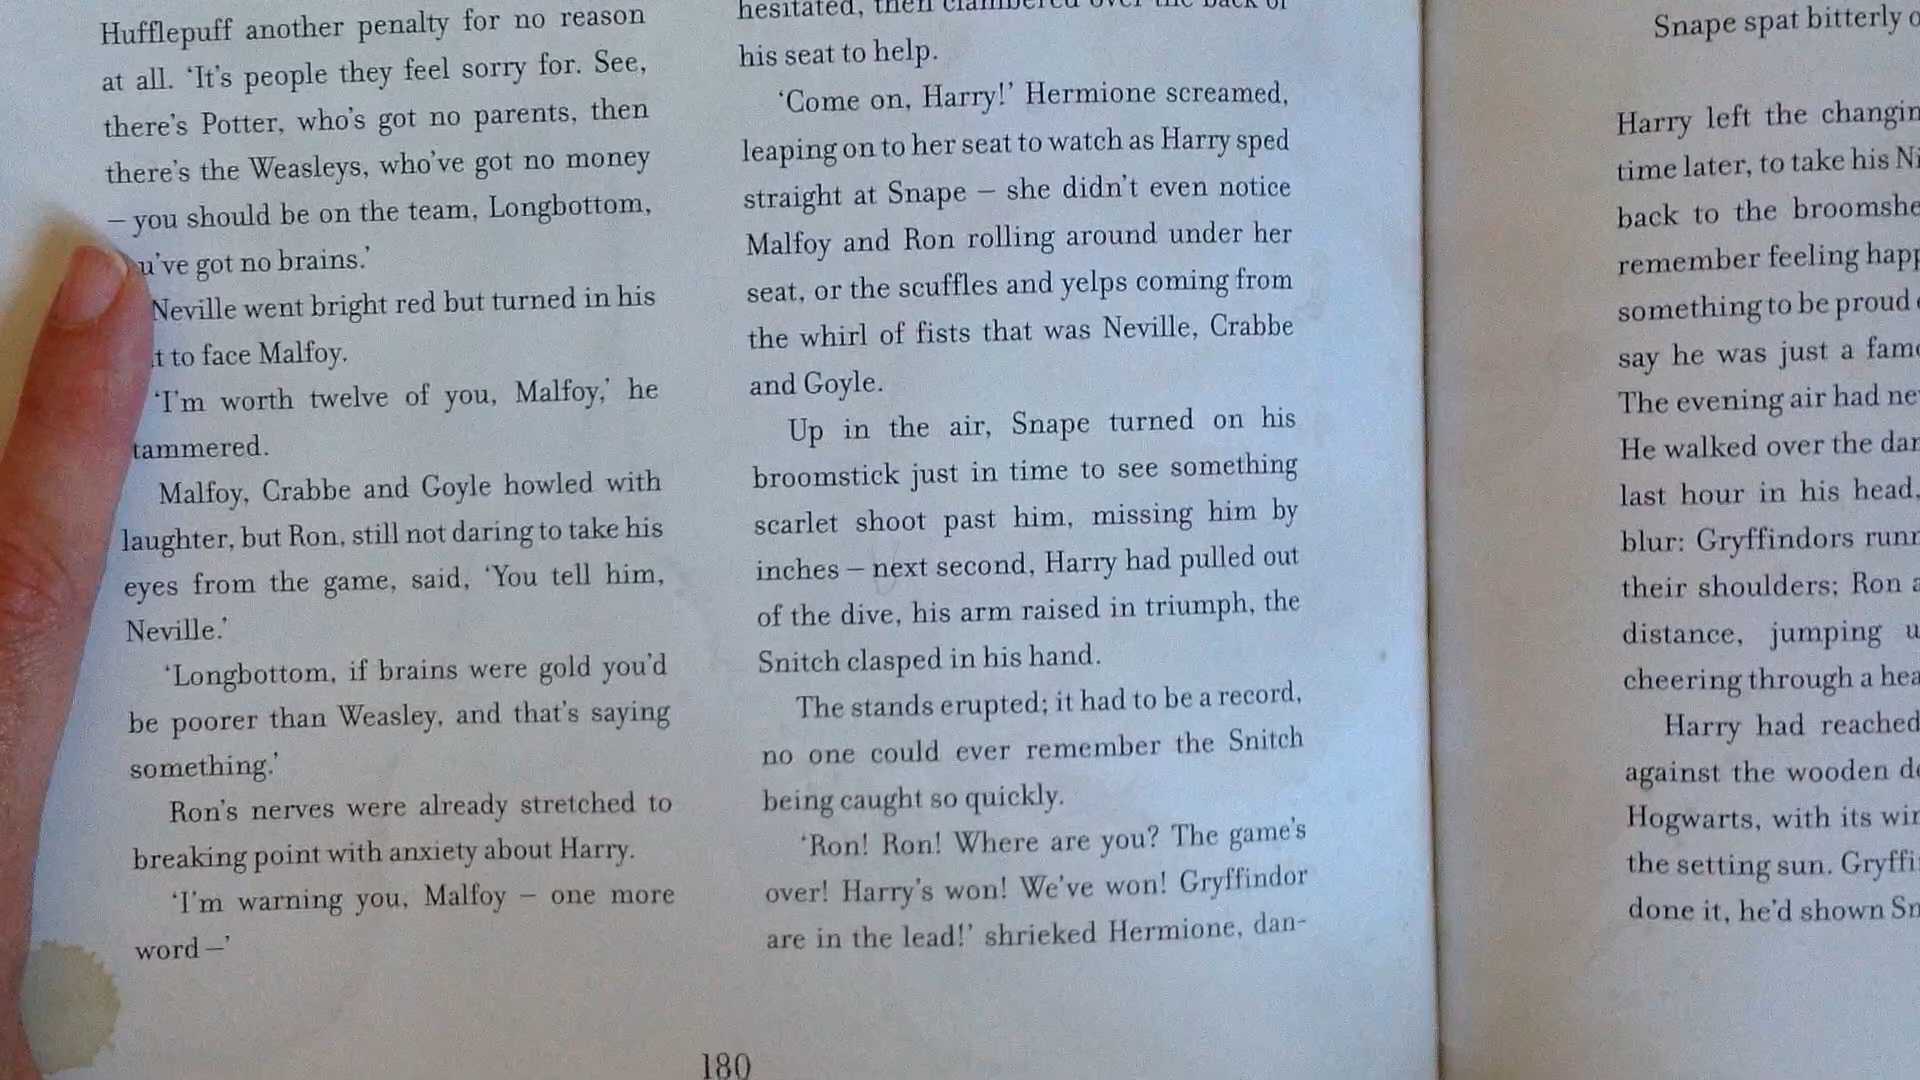 Hufflepuff another penalty for no reason
at all. ‘It's people they feel sorry for. See,
there's Potter, who's got no parents, then
there's the Weasleys, who've got no money
– you should be on the team, Longbottom,
u've got no brains.’
Neville went bright red but turned in his
t to face Malfoy.
‘I'm worth twelve of you, Malfoy,’ he
tammered.
Malfoy, Crabbe and Goyle howled with
laughter, but Ron, still not daring to take his
eyes from the game, said, ‘You tell him,
Neville.’
‘Longbottom, if brains were gold you'd
be poorer than Weasley, and that's saying
something.’
Ron's nerves were already stretched to
breaking point with anxiety about Harry.
‘I'm warning you, Malfoy – one more
word –’
hesitated, then clambered over the back of
his seat to help.
‘Come on, Harry!’ Hermione screamed,
leaping on to her seat to watch as Harry sped
straight at Snape – she didn't even notice
Malfoy and Ron rolling around under her
seat, or the scuffles and yelps coming from
the whirl of fists that was Neville, Crabbe
and Goyle.
Up in the air, Snape turned on his
broomstick just in time to see something
scarlet shoot past him, missing him by
inches – next second, Harry had pulled out
of the dive, his arm raised in triumph, the
Snitch clasped in his hand.
The stands erupted; it had to be a record,
no one could ever remember the Snitch
being caught so quickly.
‘Ron! Ron! Where are you? The game's
over! Harry's won! We've won! Gryffindor
are in the lead!’ shrieked Hermione, dan-
180
Snape spat bitterly o
Harry left the changin
time later, to take his Ni
back to the broomshe
remember feeling happ
something to be proud
say he was just a famo
The evening air had ne
He walked over the dar
last hour in his head,
blur: Gryffindors runn
their shoulders; Ron a
distance, jumping u
cheering through a hea
Harry had reached
against the wooden do
Hogwarts, with its win
the setting sun. Gryffi
done it, he'd shown Sn